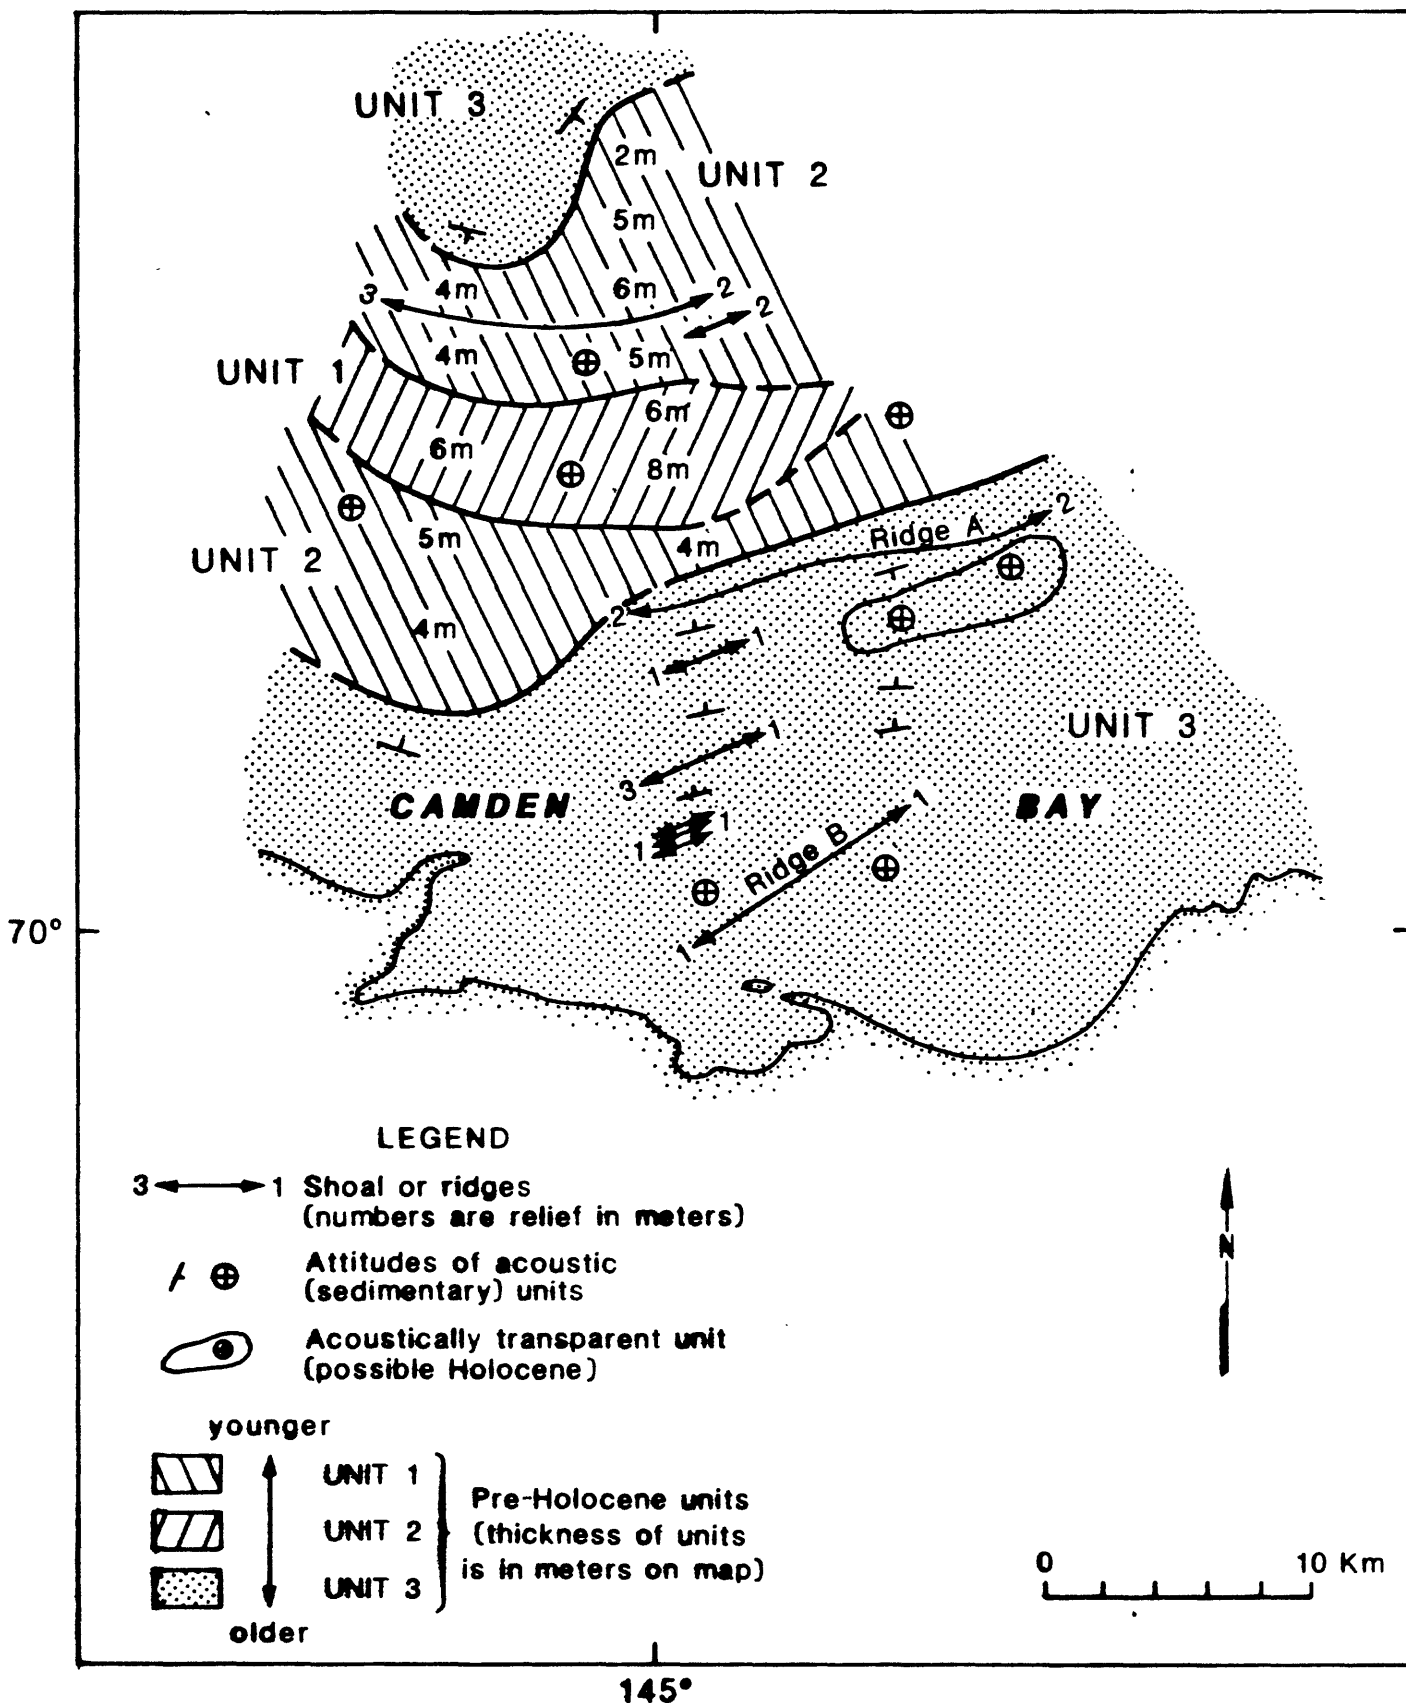 UNIT 3
2m
UNIT 2
5m
4m
6m
3
2
2
4m
5m
UNIT 1
6m
6m
8m
5m
4m
UNIT 2
Ridge A
2
2
4m
1
1
UNIT 3
1
3
CAMDEN
BAY
1
1
1
Ridge B
1
70°
LEGEND
3 1 Shoal or ridges
(numbers are relief in meters)
Attitudes of acoustic
(sedimentary) units
Acoustically transparent unit
(possible Holocene)
N
younger
UNIT 1
UNIT 2
UNIT 3
older
Pre-Holocene units
(thickness of units
is in meters on map)
0 10 Km
145°